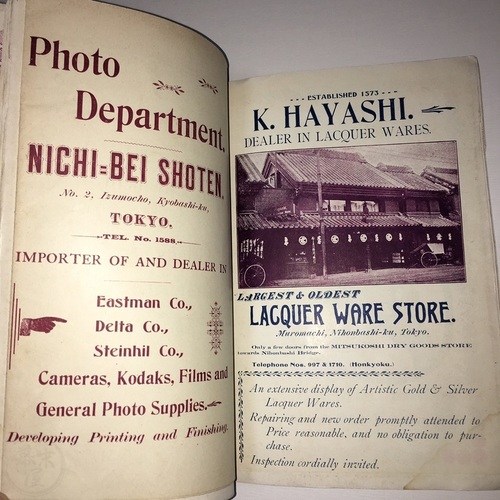 Photo
Department.
NICHI=BEI SHOTEN,
No. 2, Izumocho, Kyobashi-ku,
TOKYO,
TEL. No. 1588,
IMPORTER OF AND DEALER IN
Eastman Co.,
Delta Co.,
Steinhil Co.,
Cameras, Kodaks, Films and
General Photo Supplies.
Developing Printing and Finishing.
ESTABLISHED 1573
K. HAYASHI.
DEALER IN LACQUER WARES.
LARGEST & OLDEST
LACQUER WARE STORE.
Muromachi, Nihonbashi-ku, Tokyo.
Only a few doors from the MITSUKOSHI DRY GOODS STORE
towards Nihonbashi Bridge.
Telephone Nos. 997 & 1710. (Honkyoku.)
An extensive display of Artistic Gold & Silver
Lacquer Wares.
Repairing and new order promptly attended to
Price reasonable, and no obligation to pur-
chase.
Inspection cordially invited.